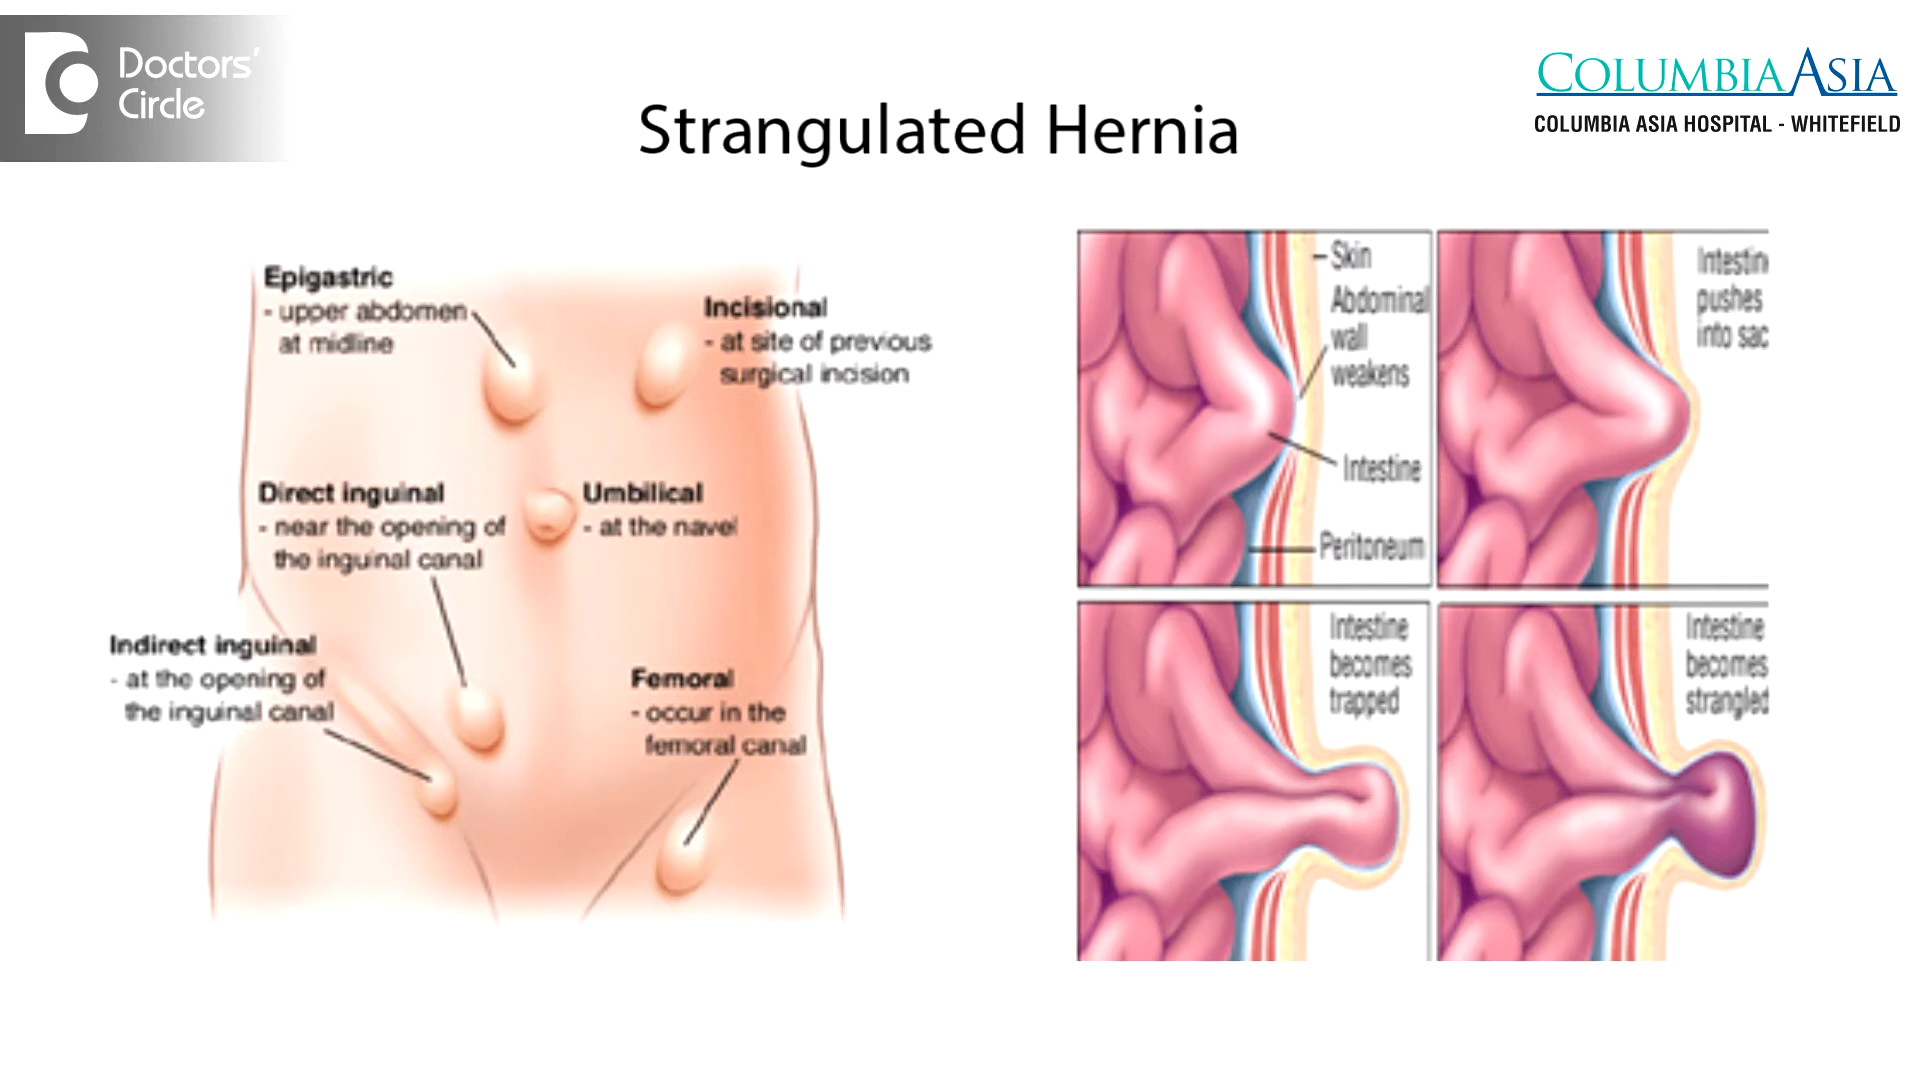 Doctors'
Circle
COLUMBIA ASIA
COLUMBIA ASIA HOSPITAL - WHITEFIELD
Strangulated Hernia
Epigastric
- upper abdomen
at midline
Incisional
- at site of previous
surgical incision
Direct inguinal
- near the opening of
the inguinal canal
Umbilical
- at the navel
Indirect inguinal
- at the opening of
the inguinal canal
Femoral
- occur in the
femoral canal
Skin
Abdominal
wall
weakens
Intestine
Peritoneum
Intestin
pushes
into sac
Intestine
becomes
trapped
Intestine
becomes
strangled